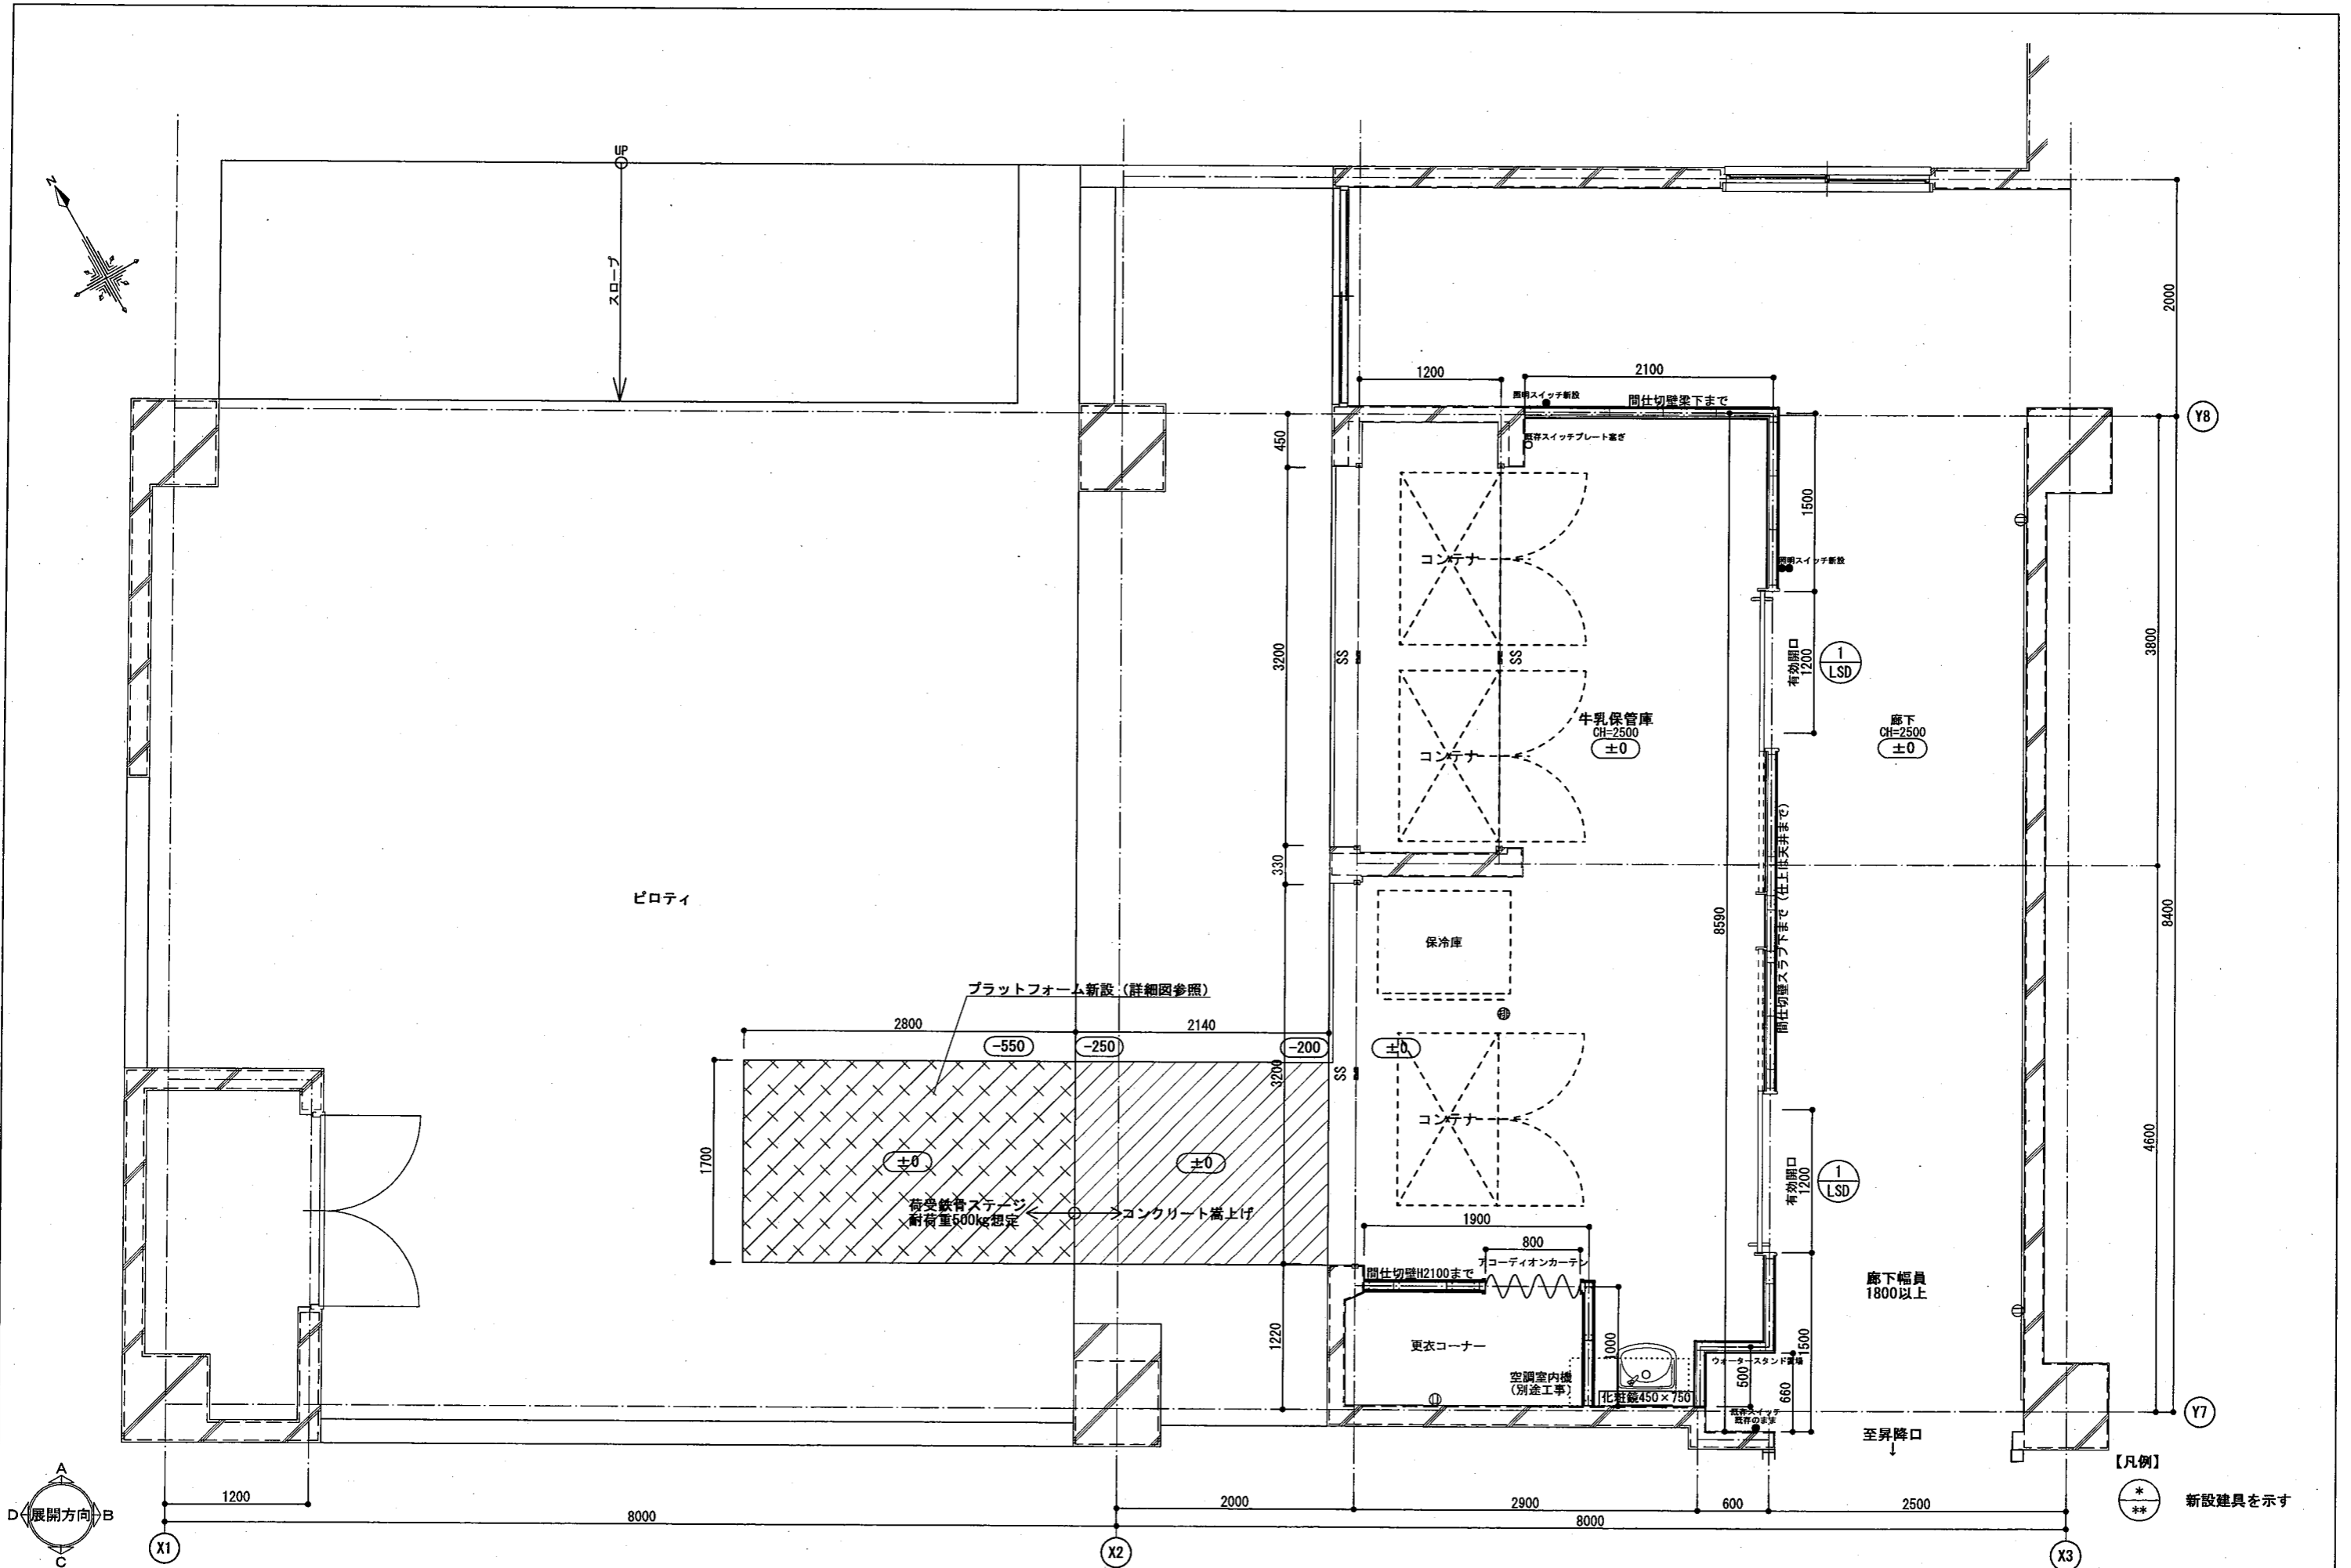 N
UP
スロープ
2000
1200
2100
照明スイッチ新設
間仕切壁梁下まで
Y8
450
既存スイッチプレート塞ぎ
1500
コンテナ
照明スイッチ新設
3200
SS
SS
有効開口
1200
1
LSD
3800
牛乳保管庫
CH=2500
±0
廊下
CH=2500
±0
コンテナ
330
間仕切壁スラブ下まで（仕上は天井まで）
ピロティ
保冷庫
8590
8400
プラットフォーム新設（詳細図参照）
2800
2140
-550
-250
-200
±0
3200
SS
コンテナ
1700
±0
±0
有効開口
1200
1
LSD
4600
荷受鉄骨ステージ
耐荷重500kg想定
コンクリート嵩上げ
1900
800
アコーディオンカーテン
間仕切壁H2100まで
廊下幅員
1800以上
1220
更衣コーナー
1000
1500
ウォータースタンド置場
空調室内機
（別途工事）
500
660
化粧鏡450×750
既存スイッチ
既存のまま
Y7
至昇降口
↓
【凡例】
*
**
新設建具を示す
A
D
展開方向
B
C
1200
2000
2900
600
2500
8000
8000
X1
X2
X3